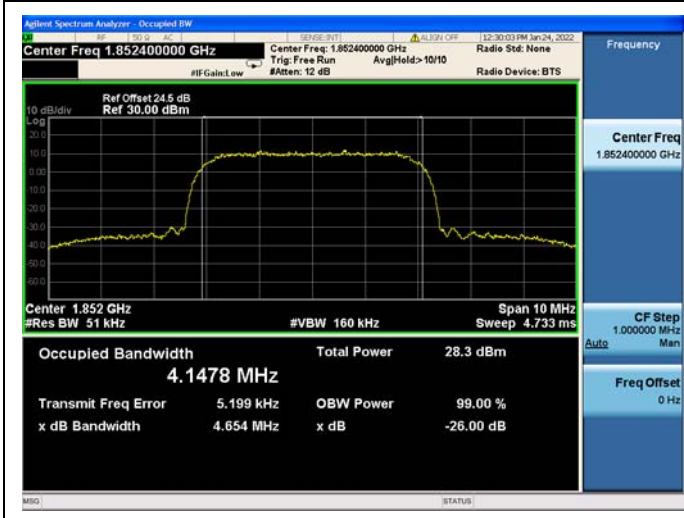 Agilent Spectrum Analyzer - Occupied BW
RF 50 Ω AC SENSE:INT ALIGN OFF 12:30:03 PM Jan 24, 2022
Center Freq 1.852400000 GHz
Center Freq: 1.852400000 GHz
Radio Std: None
Trig: Free Run Avg|Hold:> 10/10
#IFGain:Low #Atten: 12 dB Radio Device: BTS
Frequency
Ref Offset 24.5 dB
10 dB/div Ref 30.00 dBm
Log
20.0
10.0
0.00
-10.0
-20.0
-30.0
-40.0
-50.0
-60.0
Center 1.852 GHz Span 10 MHz
#Res BW 51 kHz #VBW 160 kHz Sweep 4.733 ms
Center Freq
1.852400000 GHz
CF Step
1.000000 MHz
Auto Man
Freq Offset
0 Hz
Occupied Bandwidth Total Power 28.3 dBm
4.1478 MHz
Transmit Freq Error 5.199 kHz OBW Power 99.00 %
x dB Bandwidth 4.654 MHz x dB -26.00 dB
MSG STATUS